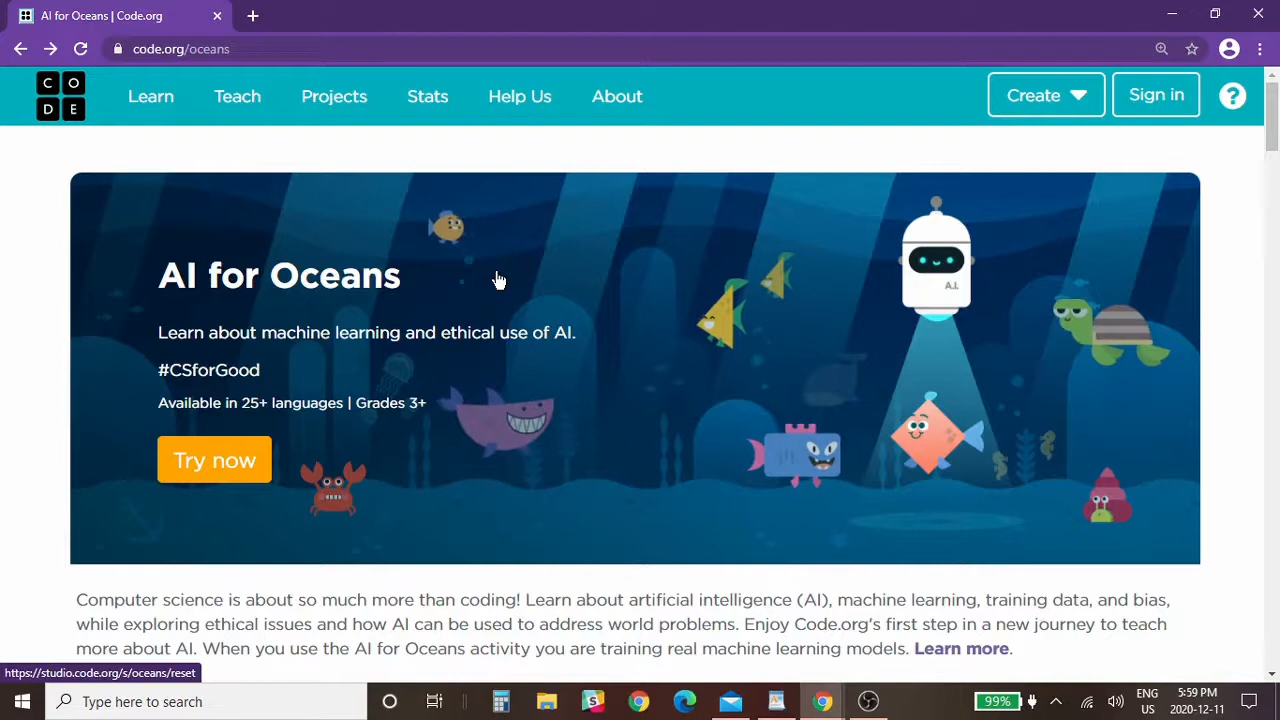 AI for Oceans | Code.org
code.org/oceans
C O
D E
Learn
Teach
Projects
Stats
Help Us
About
Create
Sign in
?
AI for Oceans
Learn about machine learning and ethical use of AI.
#CSforGood
Available in 25+ languages | Grades 3+
Try now
A.I.
Computer science is about so much more than coding! Learn about artificial intelligence (AI), machine learning, training data, and bias,
while exploring ethical issues and how AI can be used to address world problems. Enjoy Code.org's first step in a new journey to teach
more about AI. When you use the AI for Oceans activity you are training real machine learning models. Learn more.
https://studio.code.org/s/oceans/reset
Type here to search
99%
ENG
US
5:59 PM
2020-12-11